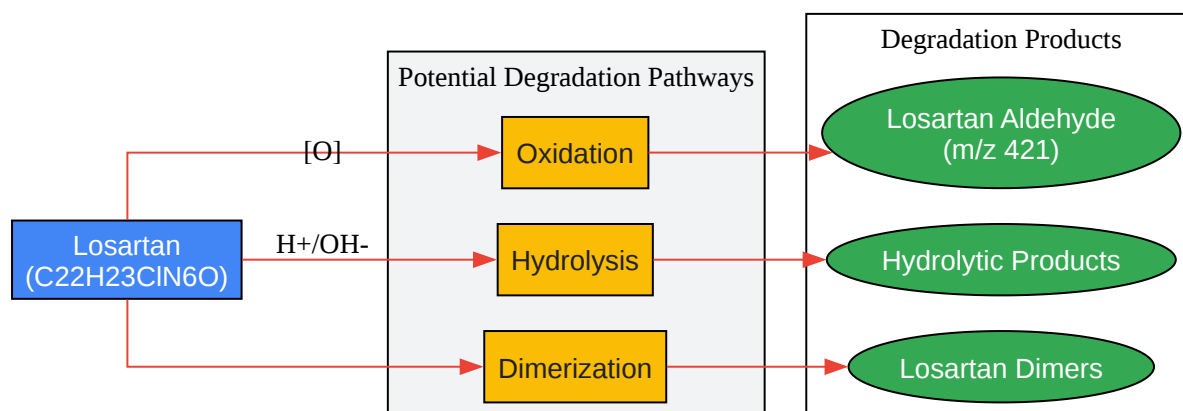 Degradation Products
Potential Degradation Pathways
Losartan Aldehyde
(m/z 421)
[O]
Oxidation
Losartan
(C22H23ClN6O)
H+/OH-
Hydrolysis
Hydrolytic Products
Dimerization
Losartan Dimers